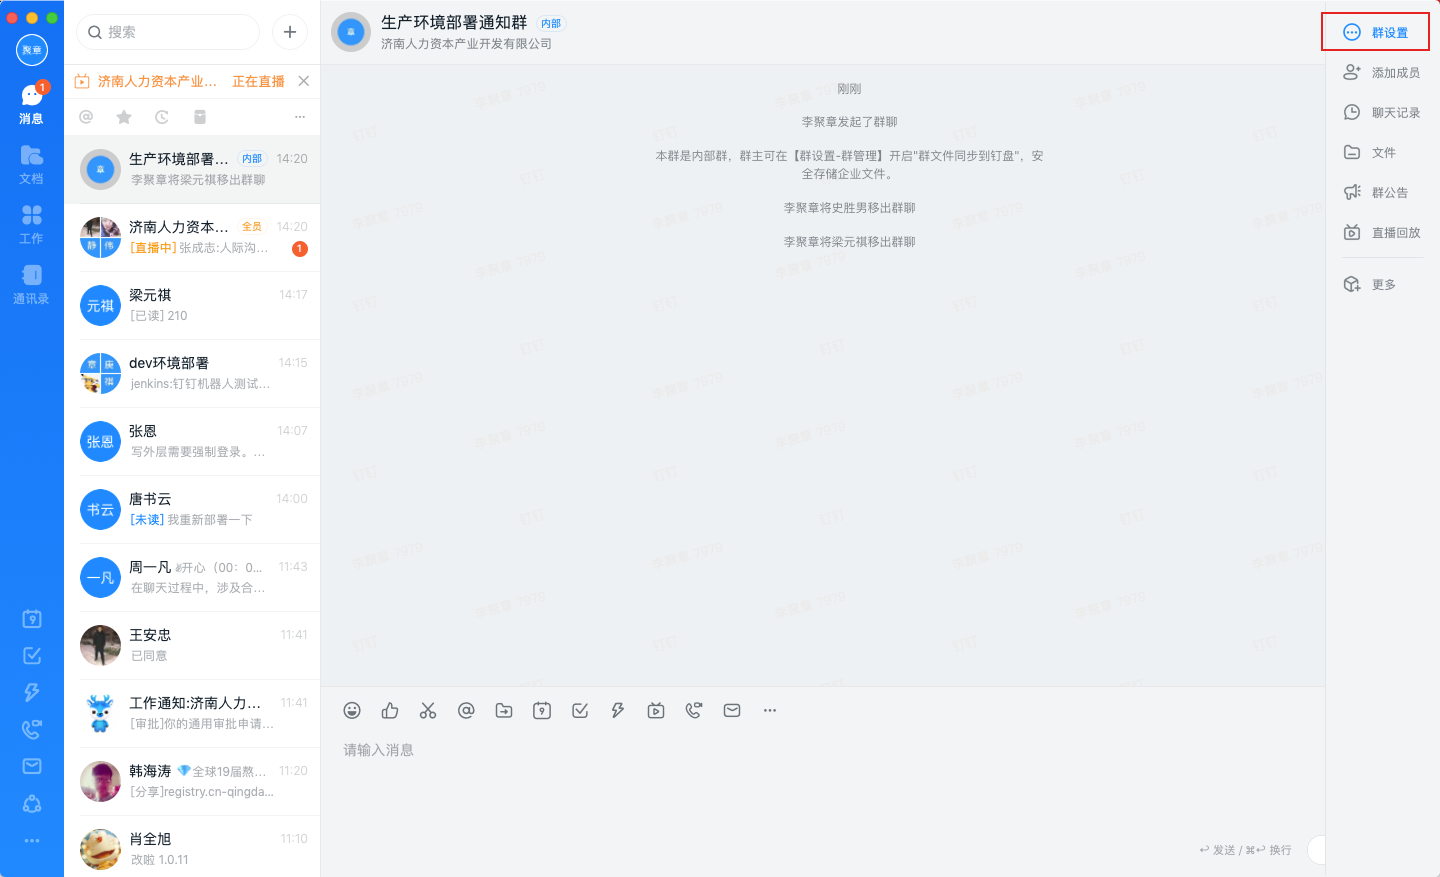 聚章
1
消息
文档
工作
通讯录
9
搜索
济南人力资本产业... 正在直播
生产环境部署... 内部 14:20
李聚章将梁元祺移出群聊
静 伟
济南人力资本... 全员 14:20
[直播中] 张成志:人际沟... 1
元祺
梁元祺 14:17
[已读] 210
章 庚 祺
dev环境部署 14:15
jenkins:钉钉机器人测试...
张恩
张恩 14:07
写外层需要强制登录。...
书云
唐书云 14:00
[未读] 我重新部署一下
一凡
周一凡 开心（00：0... 11:43
在聊天过程中，涉及合...
王安忠 11:41
已同意
工作通知:济南人力... 11:41
[审批]你的通用审批申请...
韩海涛 全球19届熬... 11:20
[分享]registry.cn-qingda...
肖全旭 11:10
改啦 1.0.11
章
生产环境部署通知群 内部
济南人力资本产业开发有限公司
刚刚
李聚章发起了群聊
本群是内部群，群主可在【群设置-群管理】开启"群文件同步到钉盘"，安
全存储企业文件。
李聚章将史胜男移出群聊
李聚章将梁元祺移出群聊
李聚章 7979
钉钉
9
请输入消息
↩ 发送 / ⌘↩ 换行
群设置
添加成员
聊天记录
文件
群公告
直播回放
更多